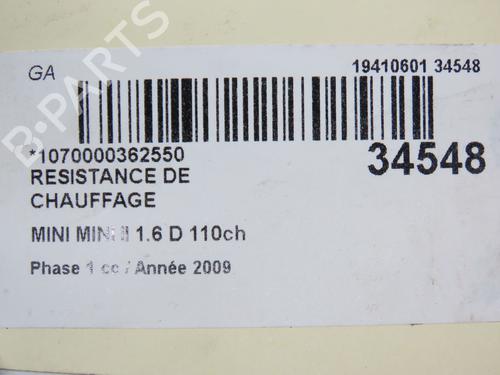 GA
19410601 34548
*1070000362550
34548
RESISTANCE DE
CHAUFFAGE
MINI MINI II 1.6 D 110ch
Phase 1 cc / Année 2009
B-PARTS